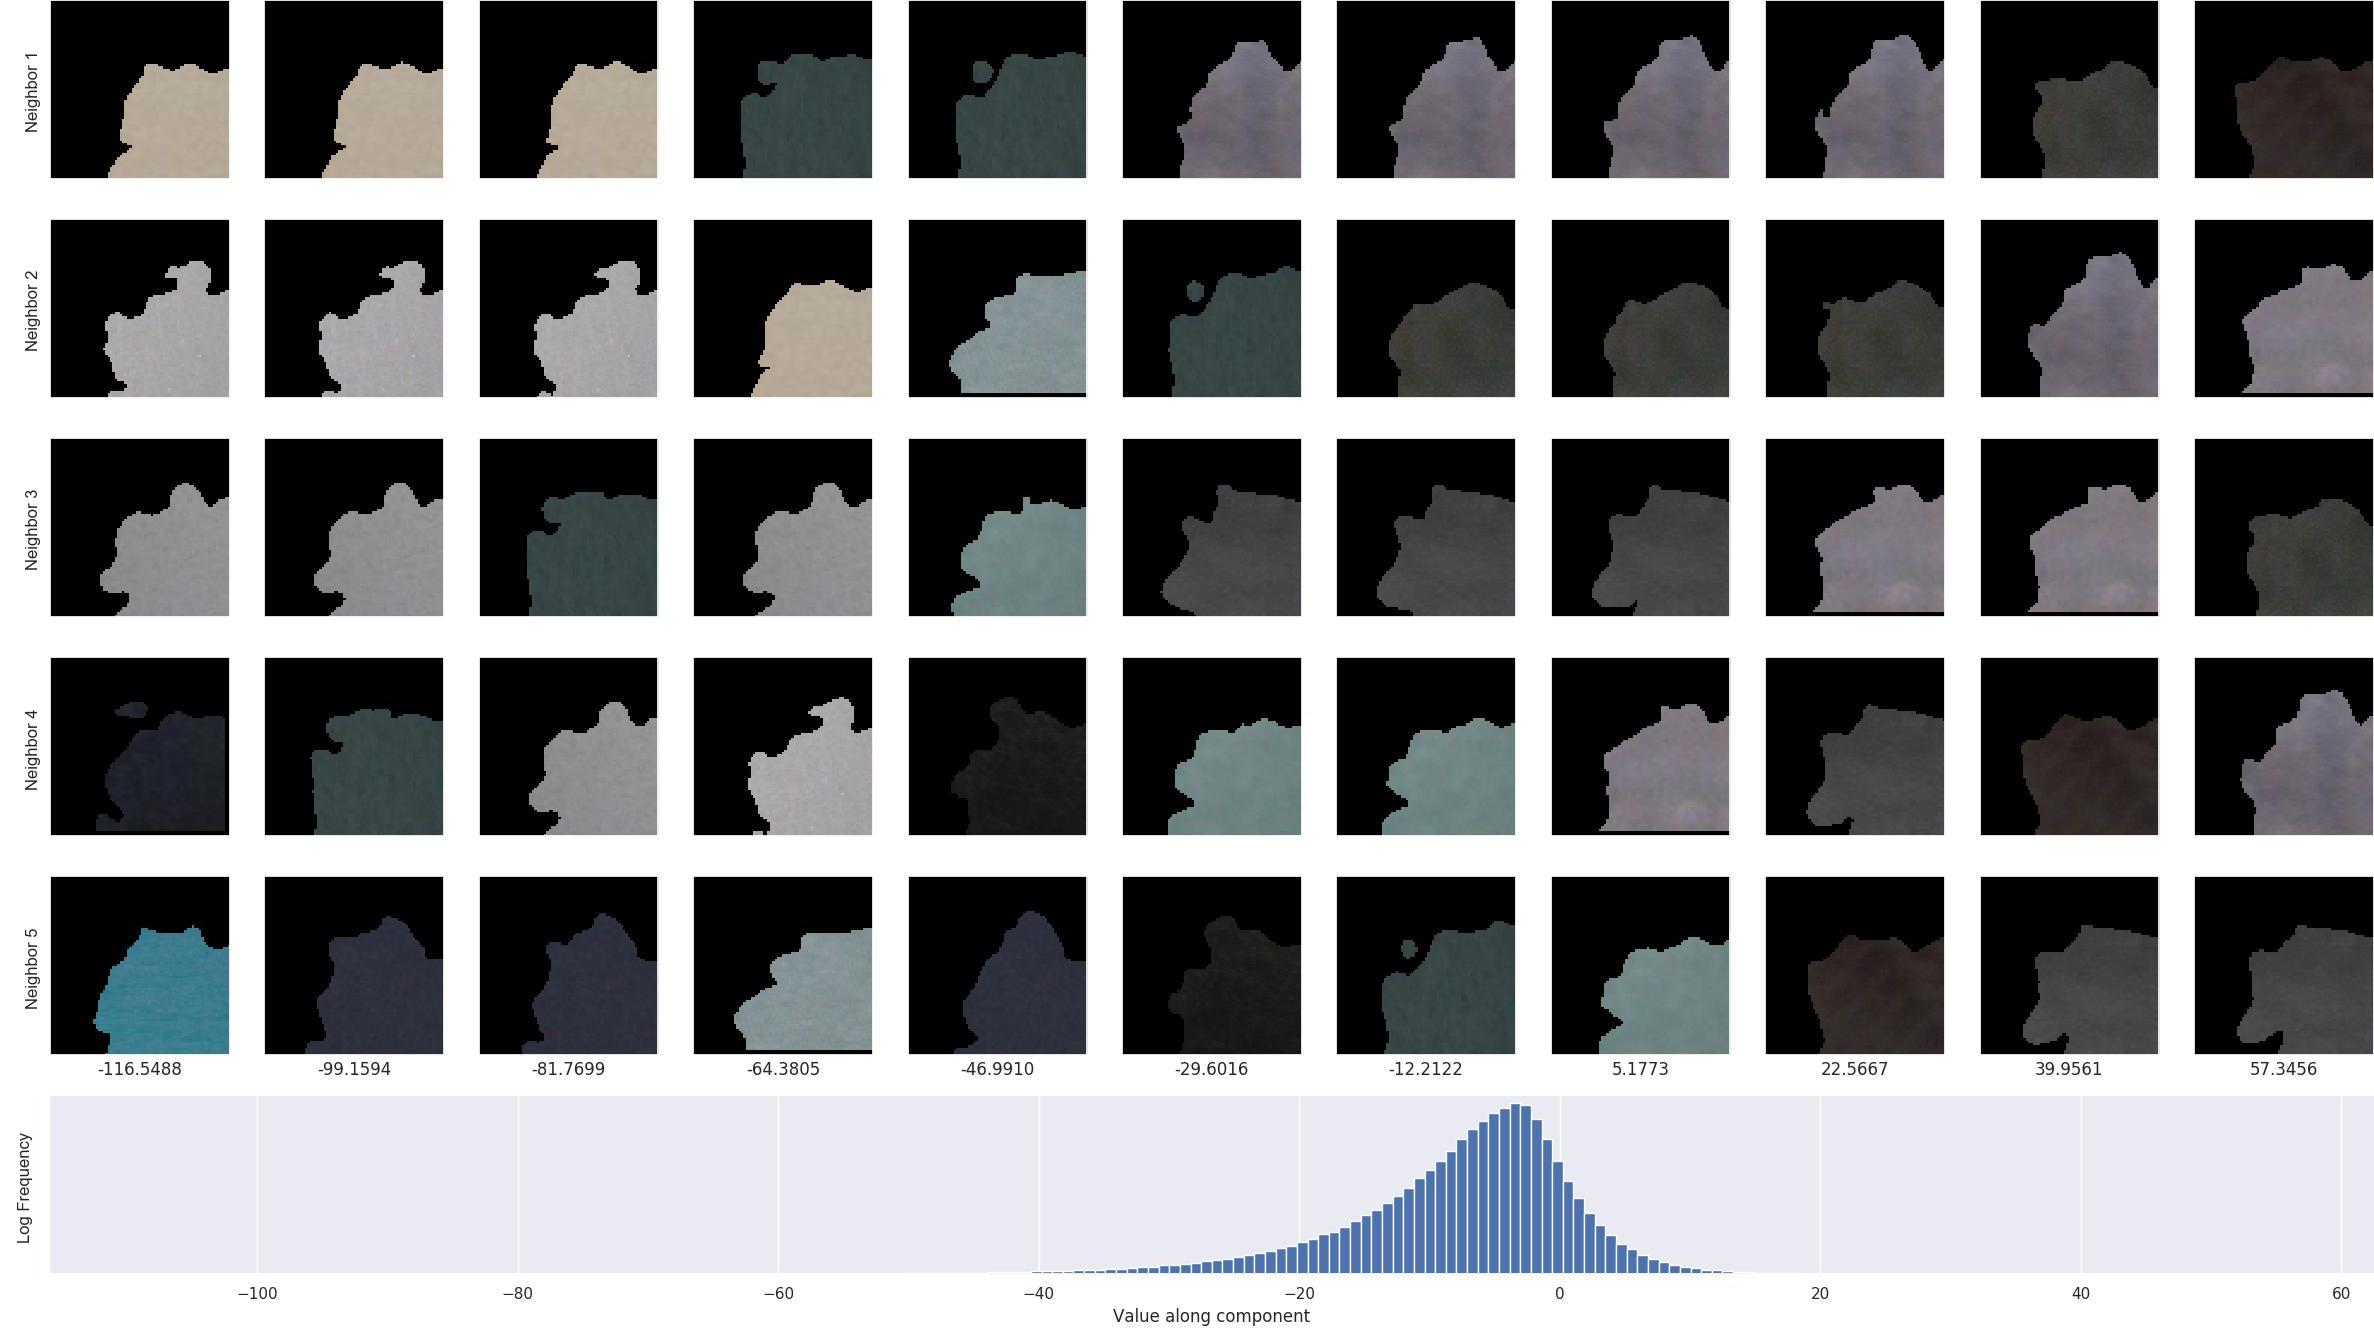 Neighbor 1
Neighbor 2
Neighbor 3
Neighbor 4
Neighbor 5
-116.5488 -99.1594 -81.7699 -64.3805 -46.9910 -29.6016 -12.2122 5.1773 22.5667 39.9561 57.3456
Log Frequency
−100 −80 −60 −40 −20 0 20 40 60
Value along component